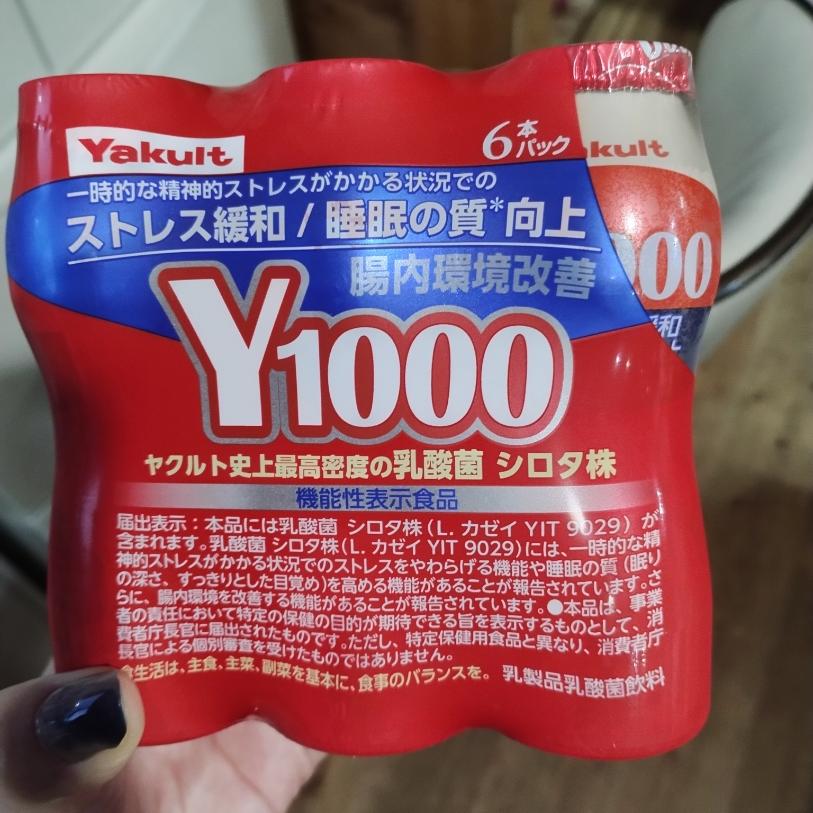 Yakult
6本パック
一時的な精神的ストレスがかかる状況での
ストレス緩和 / 睡眠の質*向上
腸内環境改善
Y1000
ヤクルト史上最高密度の乳酸菌 シロタ株
機能性表示食品
届出表示：本品には乳酸菌 シロタ株(L. カゼイ YIT 9029) が
含まれます。乳酸菌 シロタ株(L. カゼイ YIT 9029)には、一時的な精
神的ストレスがかかる状況でのストレスをやわらげる機能や睡眠の質 (眠り
の深さ、すっきりとした目覚め)を高める機能があることが報告されています。さ
らに、腸内環境を改善する機能があることが報告されています。●本品は、事業
者の責任において特定の保健の目的が期待できる旨を表示するものとして、消
費者庁長官に届出されたものです。ただし、特定保健用食品と異なり、消費者庁
長官による個別審査を受けたものではありません。
食生活は、主食、主菜、副菜を基本に、食事のバランスを。
乳製品乳酸菌飲料
kult
000